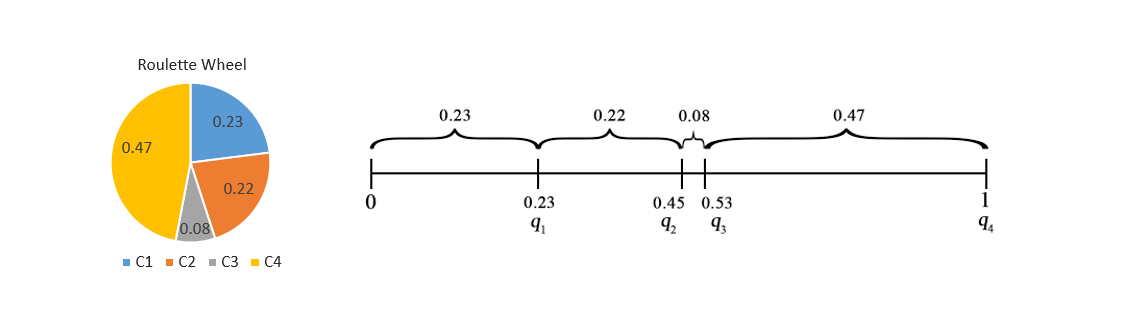 Roulette Wheel
0.23
0.47
0.22
0.08
C1 C2 C3 C4
0.23 0.22 0.08 0.47
0 0.23 0.45 0.53 1
q1 q2 q3 q4